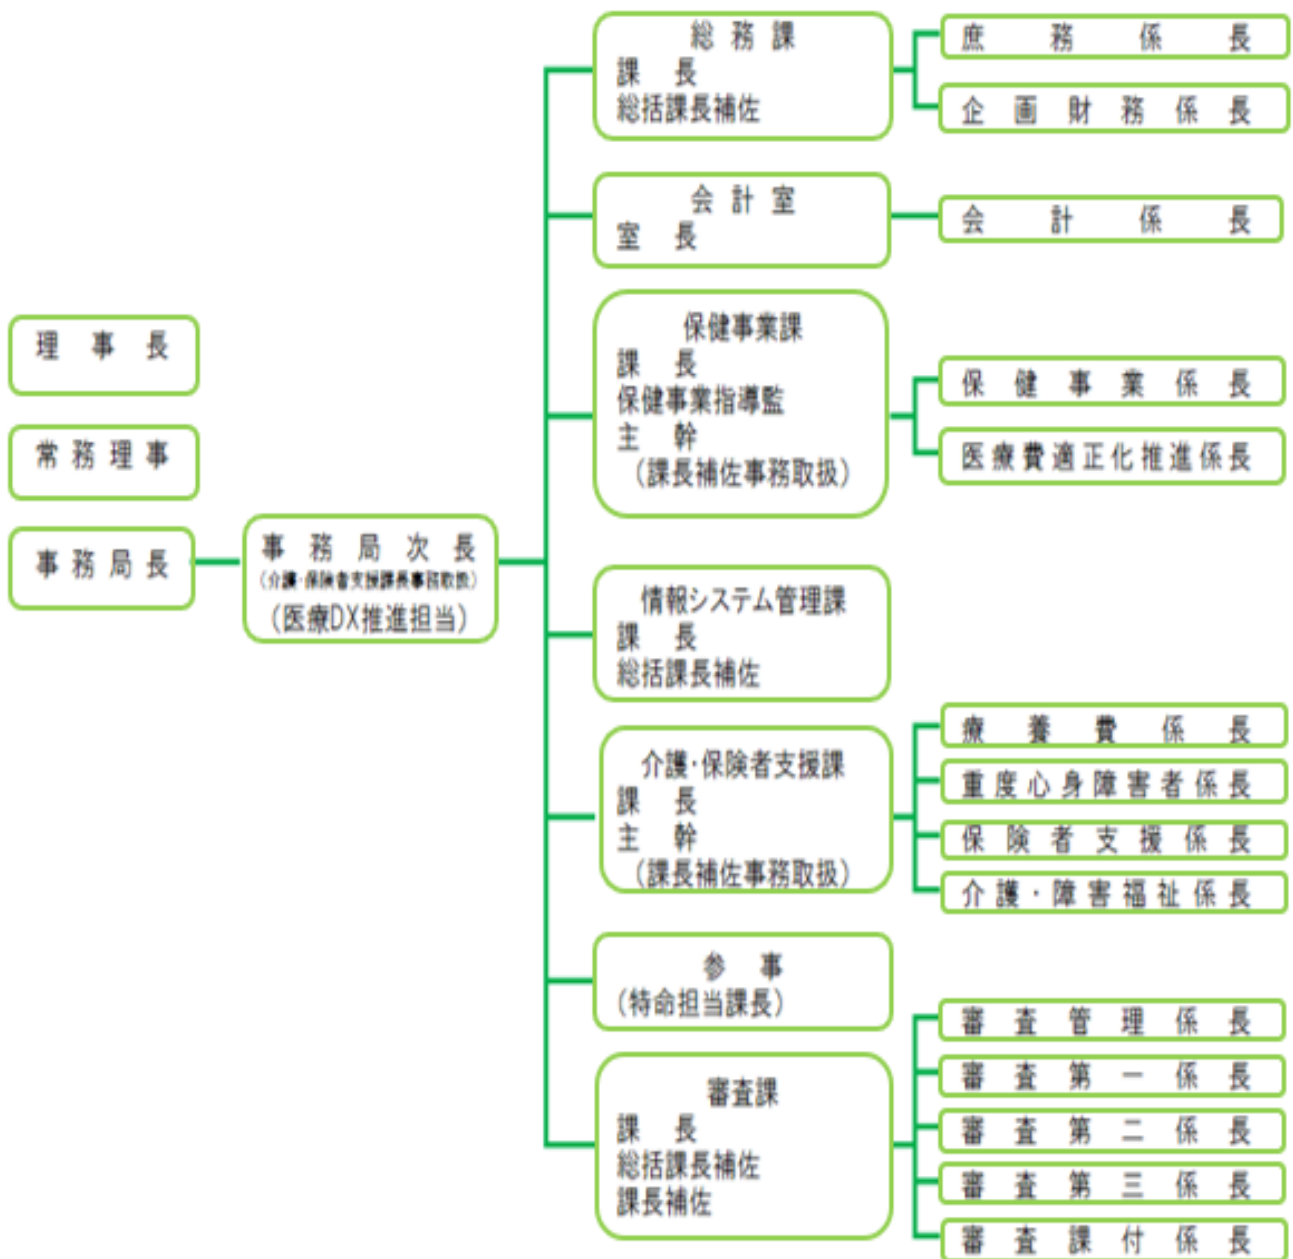 理事長
常務理事
事務局長
事務局次長
(介護・保険者支援課長事務取扱)
(医療DX推進担当)
総務課
課長
総括課長補佐
庶務係長
企画財務係長
会計室
室長
会計係長
保健事業課
課長
保健事業指導監
主幹
(課長補佐事務取扱)
保健事業係長
医療費適正化推進係長
情報システム管理課
課長
総括課長補佐
介護・保険者支援課
課長
主幹
(課長補佐事務取扱)
療養費係長
重度心身障害者係長
保険者支援係長
介護・障害福祉係長
参事
(特命担当課長)
審査課
課長
総括課長補佐
課長補佐
審査管理係長
審査第一係長
審査第二係長
審査第三係長
審査課付係長